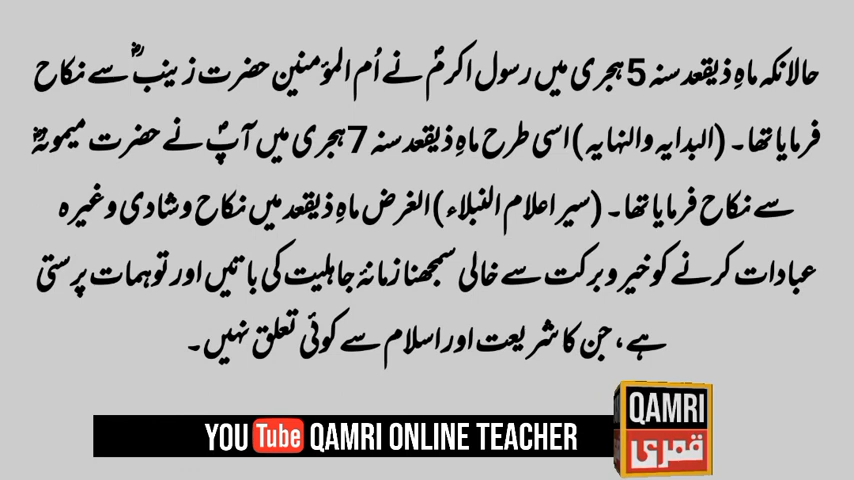 حالانکہ ماہِ ذیقعد سنہ 5 ہجری میں رسول اکرمؐ نے اُم المؤمنین حضرت زینبؓ سے نکاح
فرمایا تھا۔ (البدایہ والنہایہ) اسی طرح ماہِ ذیقعد سنہ 7 ہجری میں آپؐ نے حضرت میمونہؓ
سے نکاح فرمایا تھا۔ (سیر اعلام النبلاء) الغرض ماہِ ذیقعد میں نکاح و شادی وغیرہ
عبادات کرنے کو خیر و برکت سے خالی سمجھنا زمانۂ جاہلیت کی باتیں اور توہمات پرستی
ہے، جن کا شریعت اور اسلام سے کوئی تعلق نہیں۔
YOU Tube QAMRI ONLINE TEACHER
QAMRI
قمری